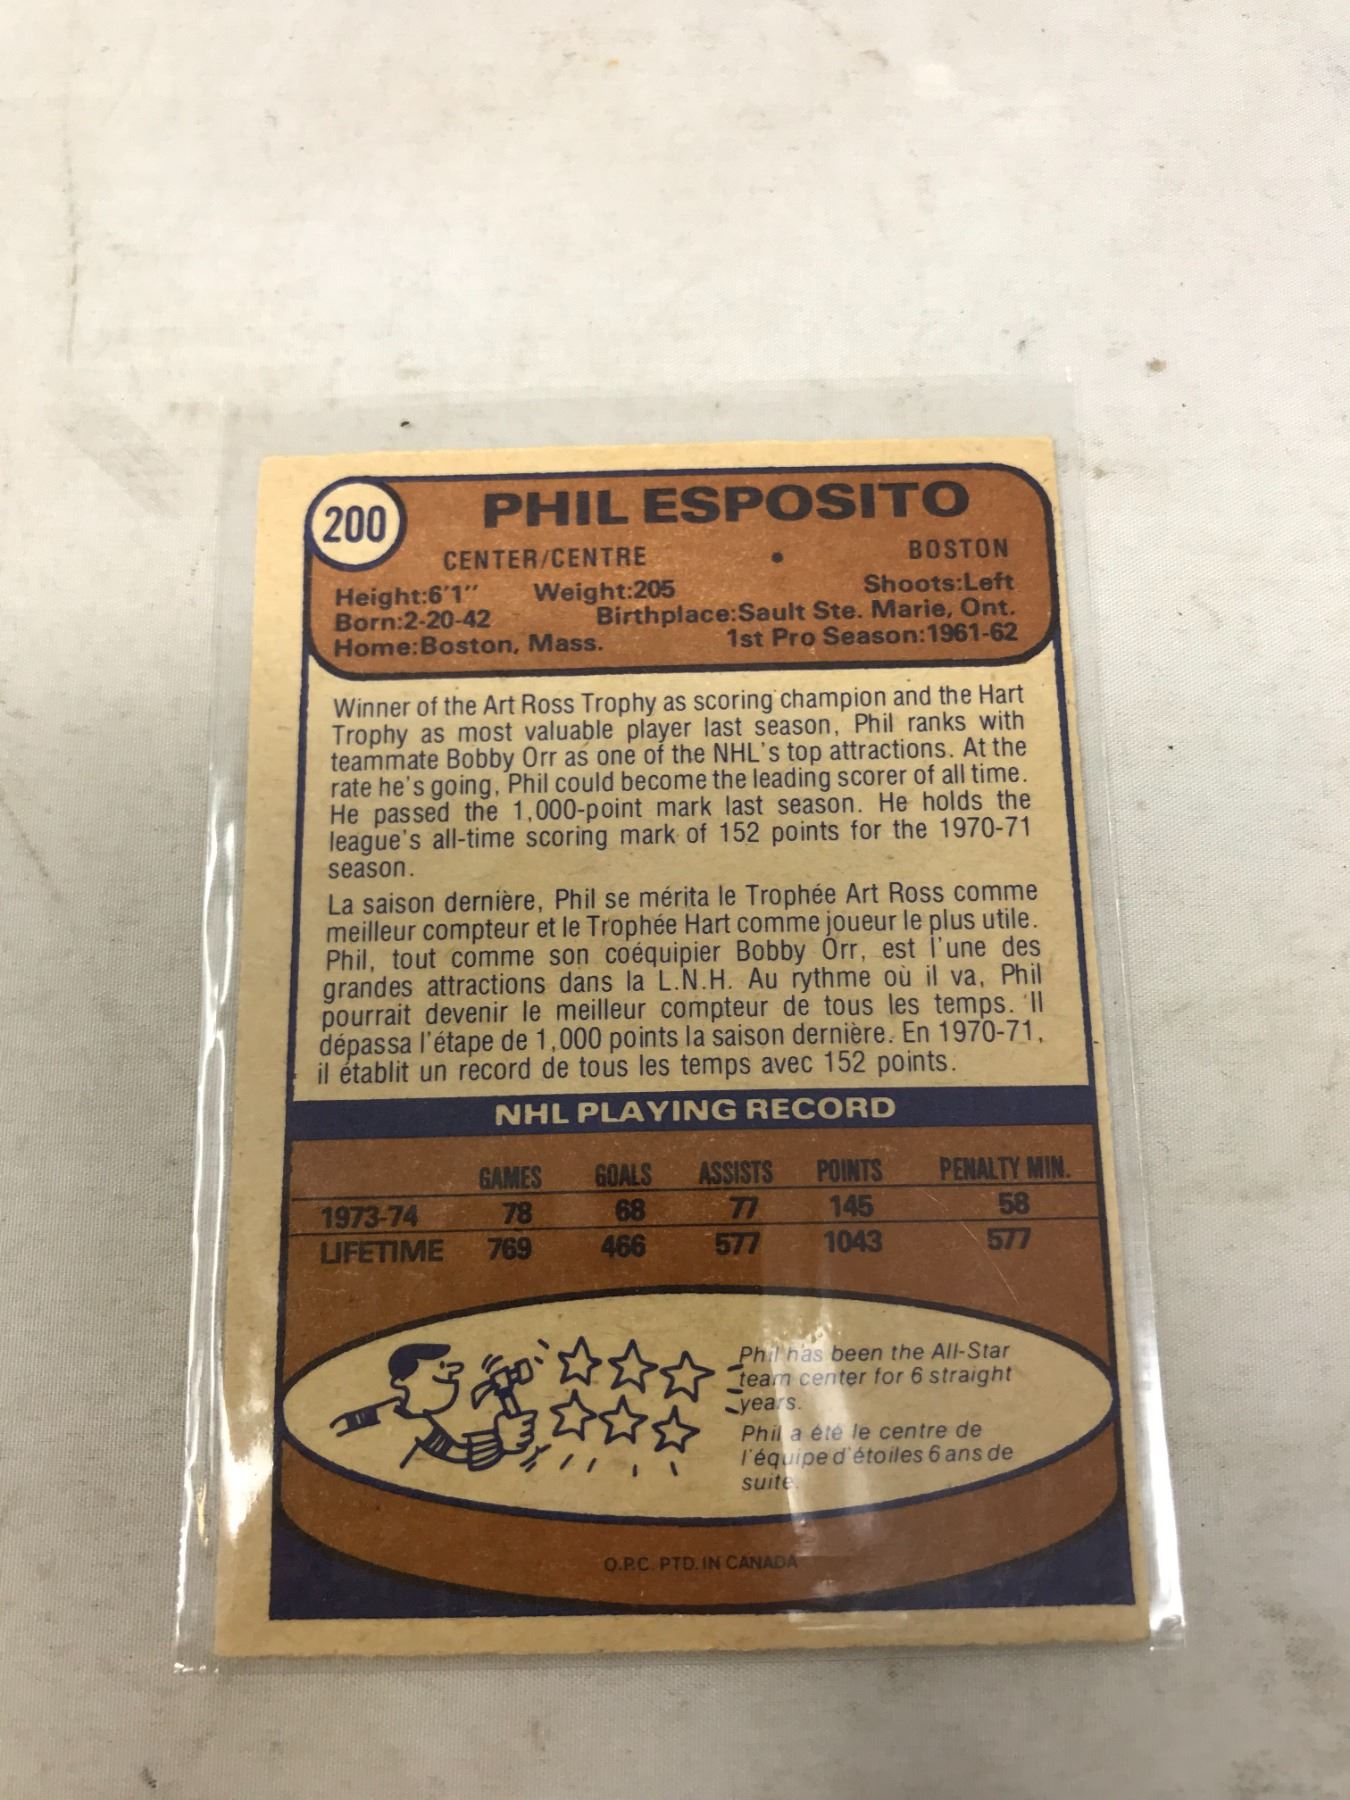 200
PHIL ESPOSITO
CENTER/CENTRE • BOSTON
Height:6'1" Weight:205 Shoots:Left
Born:2-20-42 Birthplace:Sault Ste. Marie, Ont.
Home:Boston, Mass. 1st Pro Season:1961-62
Winner of the Art Ross Trophy as scoring champion and the Hart
Trophy as most valuable player last season, Phil ranks with
teammate Bobby Orr as one of the NHL's top attractions. At the
rate he's going, Phil could become the leading scorer of all time.
He passed the 1,000-point mark last season. He holds the
league's all-time scoring mark of 152 points for the 1970-71
season.
La saison dernière, Phil se mérita le Trophée Art Ross comme
meilleur compteur et le Trophée Hart comme joueur le plus utile.
Phil, tout comme son coéquipier Bobby Orr, est l'une des
grandes attractions dans la L.N.H. Au rythme où il va, Phil
pourrait devenir le meilleur compteur de tous les temps. Il
dépassa l'étape de 1,000 points la saison dernière. En 1970-71,
il établit un record de tous les temps avec 152 points.
NHL PLAYING RECORD
GAMES GOALS ASSISTS POINTS PENALTY MIN.
1973-74 78 68 77 145 58
LIFETIME 769 466 577 1043 577
Phil has been the All-Star
team center for 6 straight
years.
Phil a été le centre de
l'équipe d'étoiles 6 ans de
suite.
O.P.C. PTD. IN CANADA